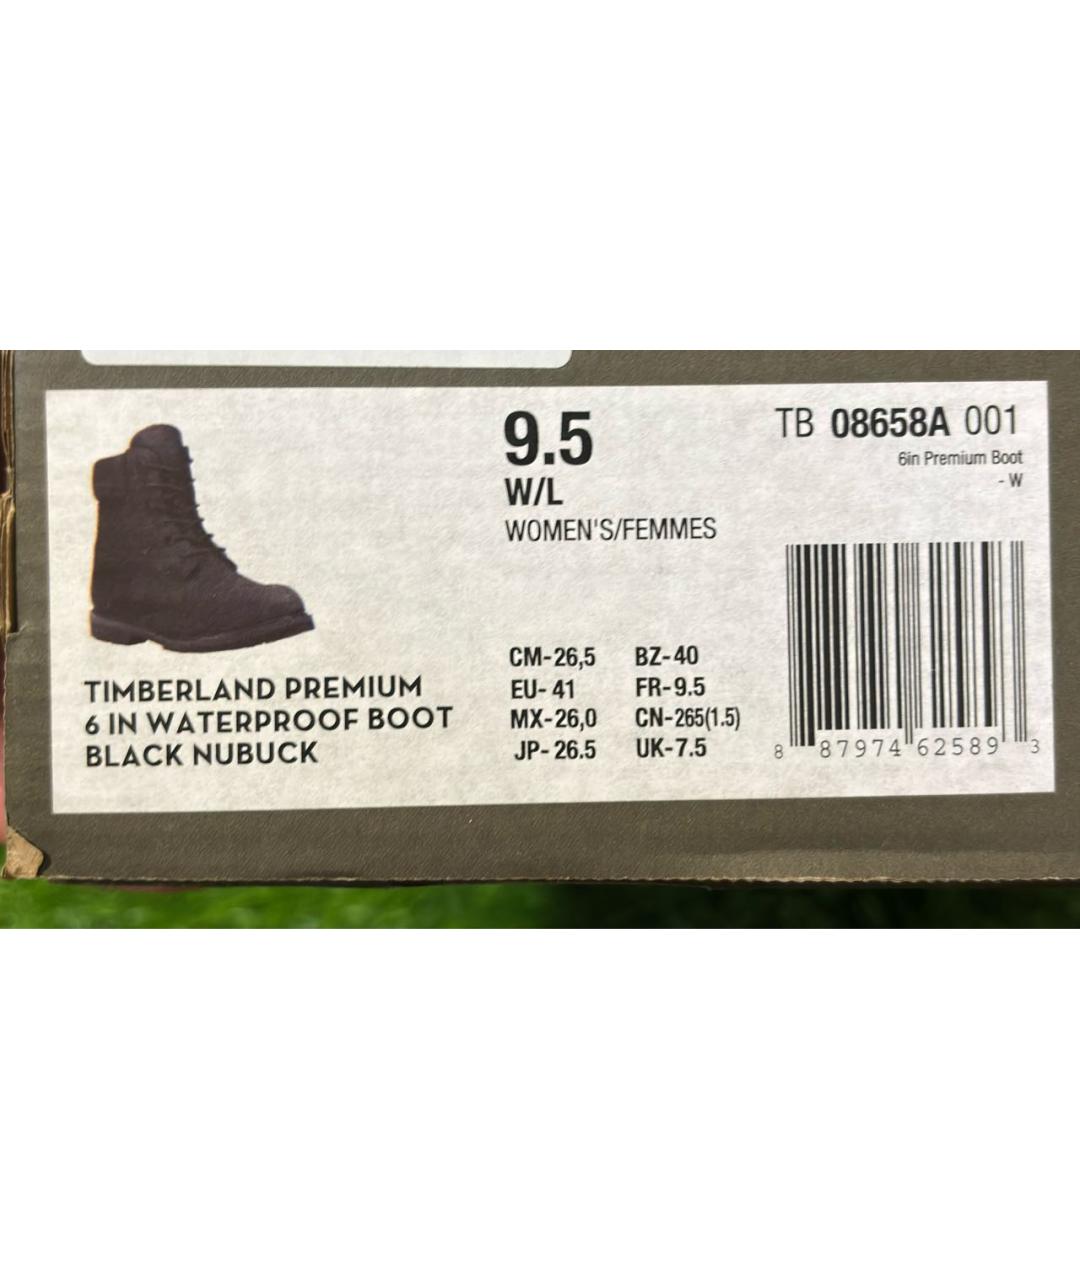 9.5
W/L
WOMEN'S/FEMMES
TB 08658A 001
6in Premium Boot
- W
TIMBERLAND PREMIUM
6 IN WATERPROOF BOOT
BLACK NUBUCK
CM-26,5 BZ-40
EU-41 FR-9.5
MX-26,0 CN-265(1.5)
JP-26.5 UK-7.5
8 87974 62589 3